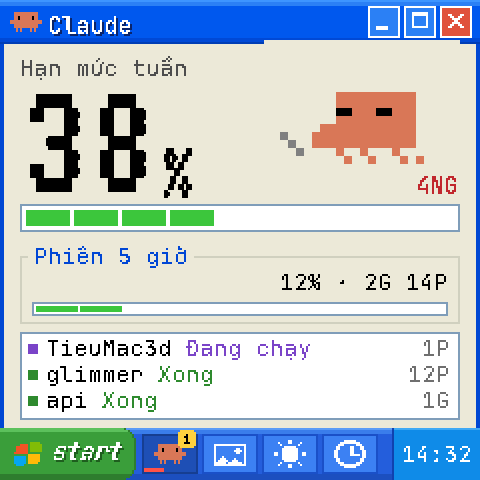 Claude
Hạn mức tuần
38%
4NG
Phiên 5 giờ
12% · 2G 14P
TieuMac3d Đang chạy 1P
glimmer Xong 12P
api Xong 1G
start 1 14:32